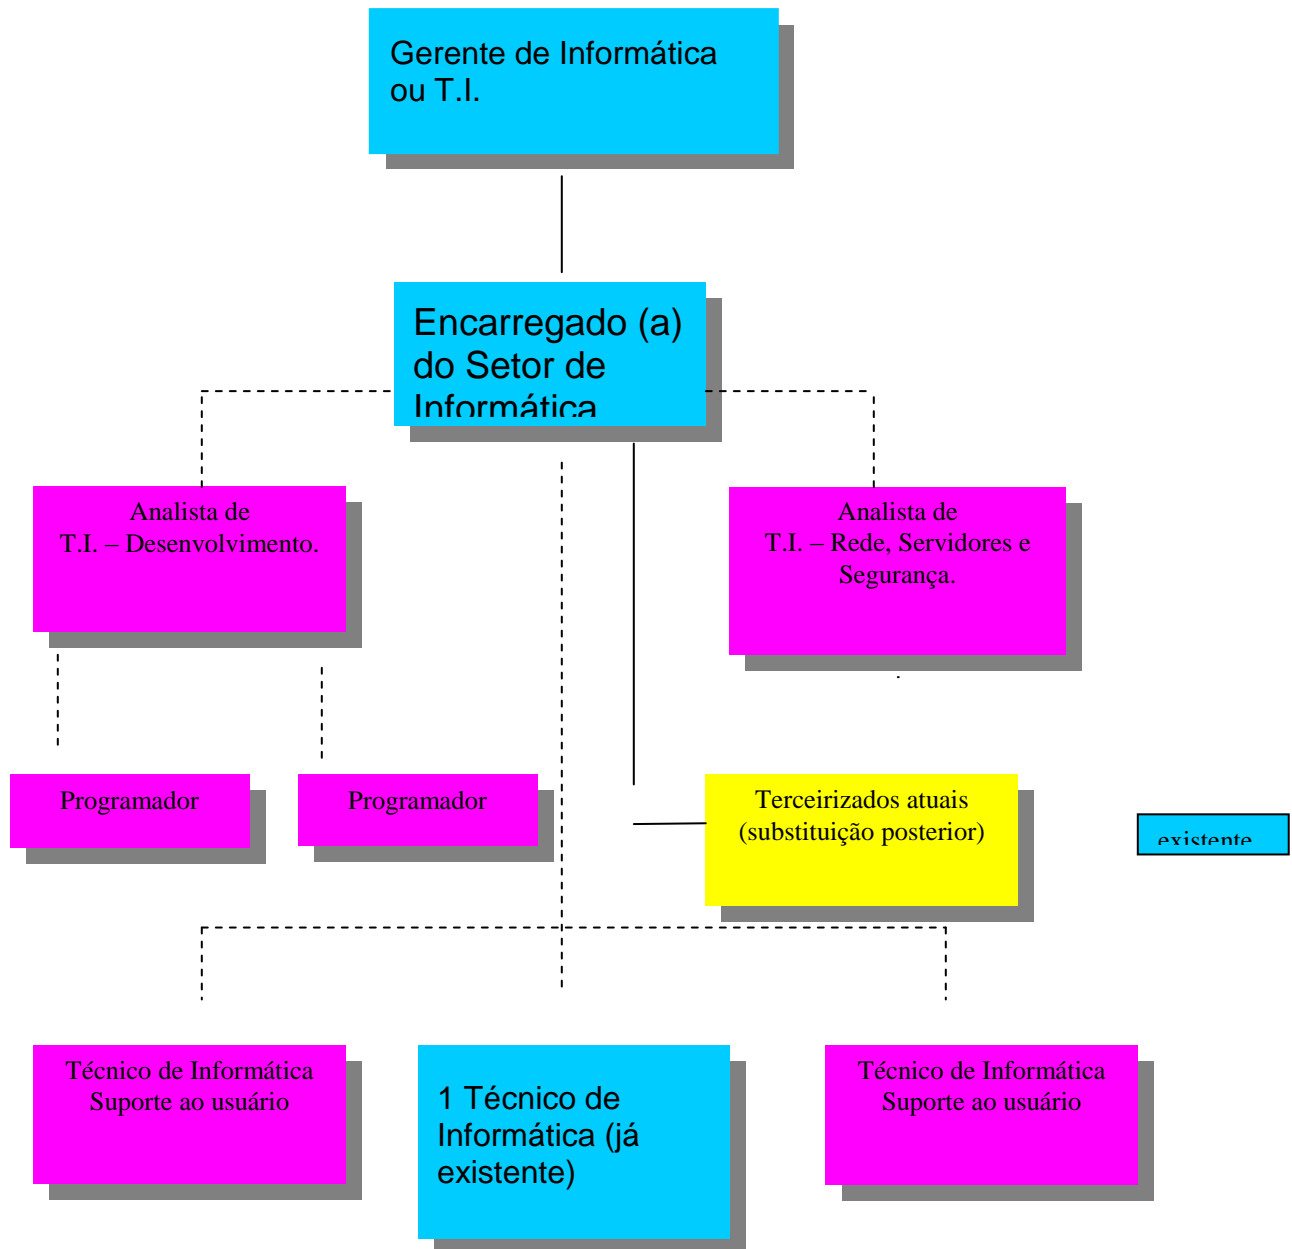 Gerente de Informática
ou T.I.
Encarregado (a)
do Setor de
Informática
Analista de
T.I. – Desenvolvimento.
Analista de
T.I. – Rede, Servidores e
Segurança.
Programador
Programador
Terceirizados atuais
(substituição posterior)
existente
Técnico de Informática
Suporte ao usuário
1 Técnico de
Informática (já
existente)
Técnico de Informática
Suporte ao usuário